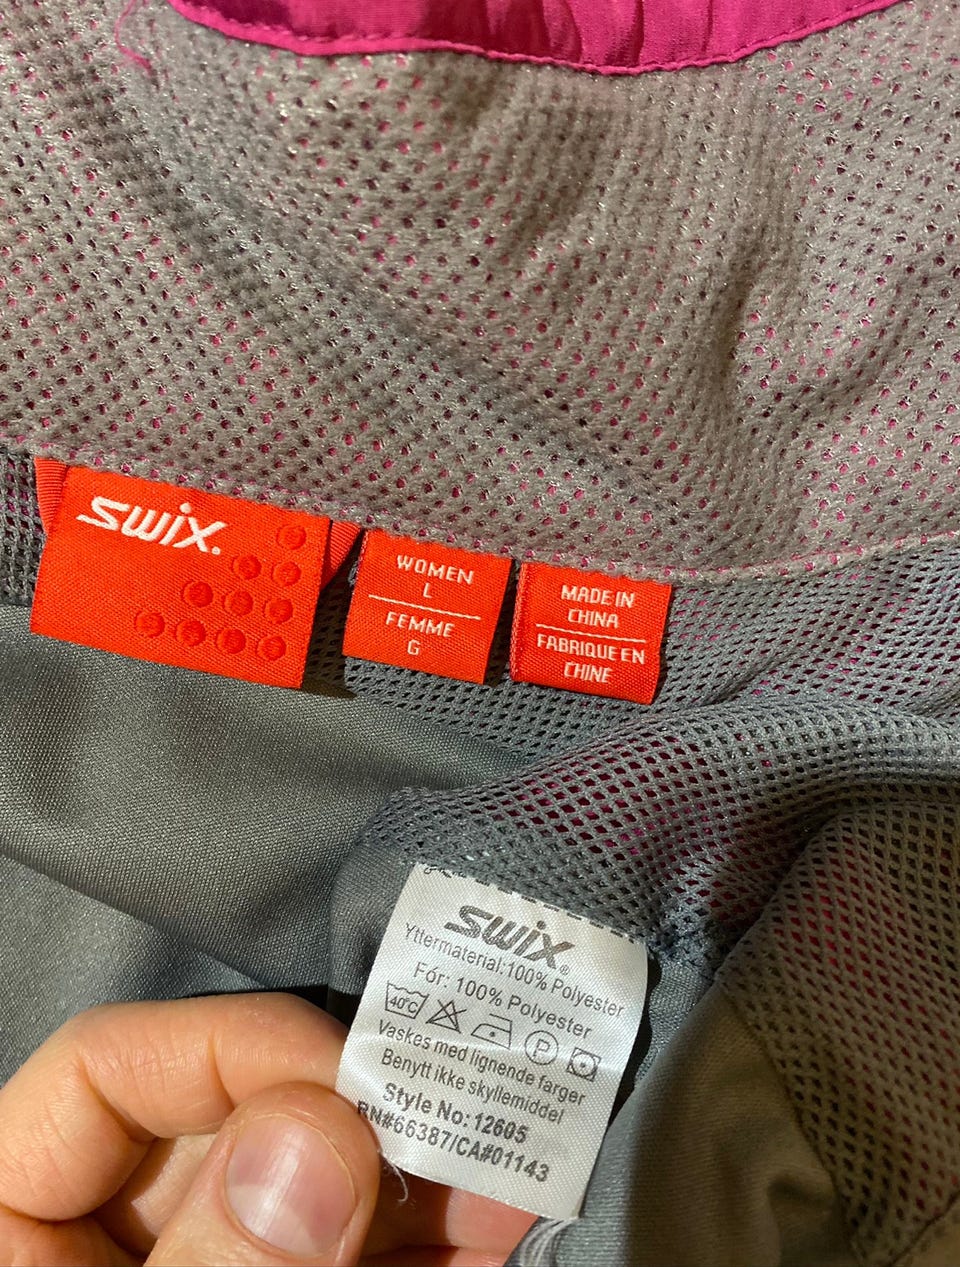 swix.
WOMEN
L
FEMME
G
MADE IN
CHINA
FABRIQUE EN
CHINE
swix®
Yttermaterial:100% Polyester
Fór: 100% Polyester
40°C P
Vaskes med lignende farger
Benytt ikke skyllemiddel
Style No: 12605
RN#66387/CA#01143